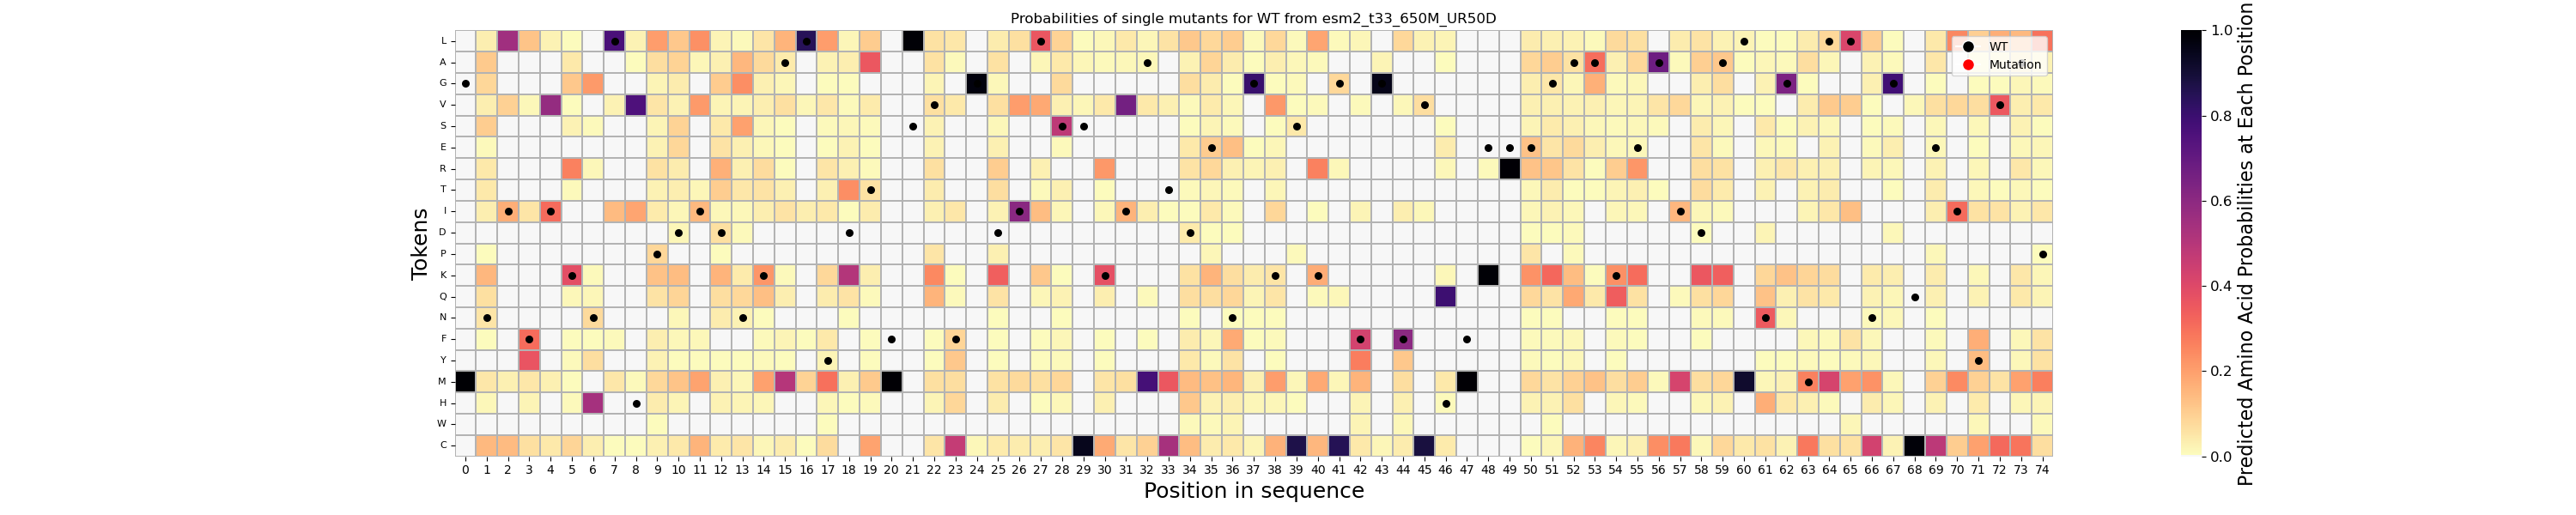 Probabilities of single mutants for WT from esm2_t33_650M_UR50D
L
A
G
V
S
E
R
T
I
D
P
K
Q
N
F
Y
M
H
W
C
Tokens
0 1 2 3 4 5 6 7 8 9 10 11 12 13 14 15 16 17 18 19 20 21 22 23 24 25 26 27 28 29 30 31 32 33 34 35 36 37 38 39 40 41 42 43 44 45 46 47 48 49 50 51 52 53 54 55 56 57 58 59 60 61 62 63 64 65 66 67 68 69 70 71 72 73 74
Position in sequence
WT
Mutation
1.0
0.8
0.6
0.4
0.2
0.0
Predicted Amino Acid Probabilities at Each Position